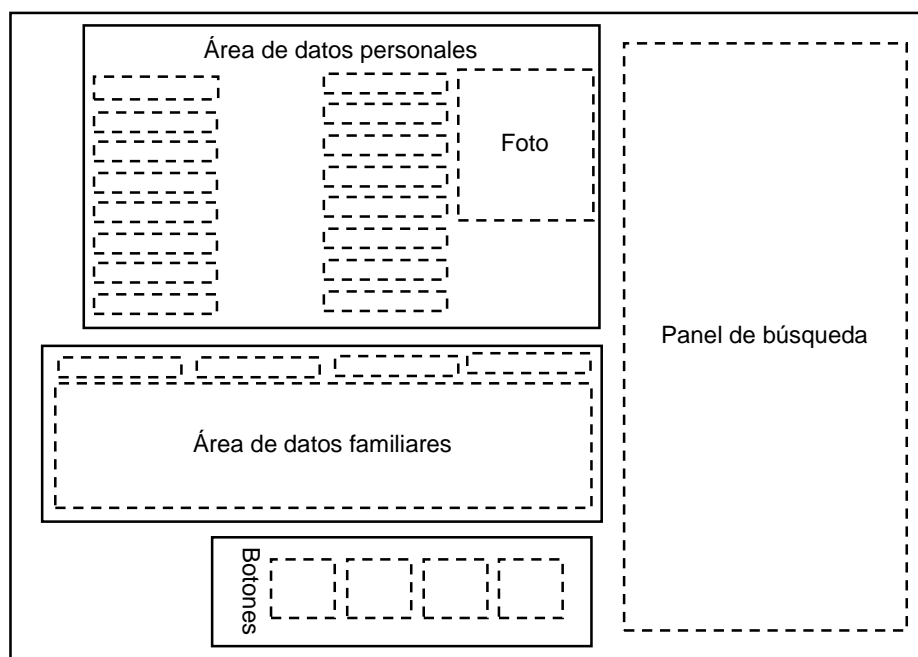 Área de datos personales
Foto
Panel de búsqueda
Área de datos familiares
Botones